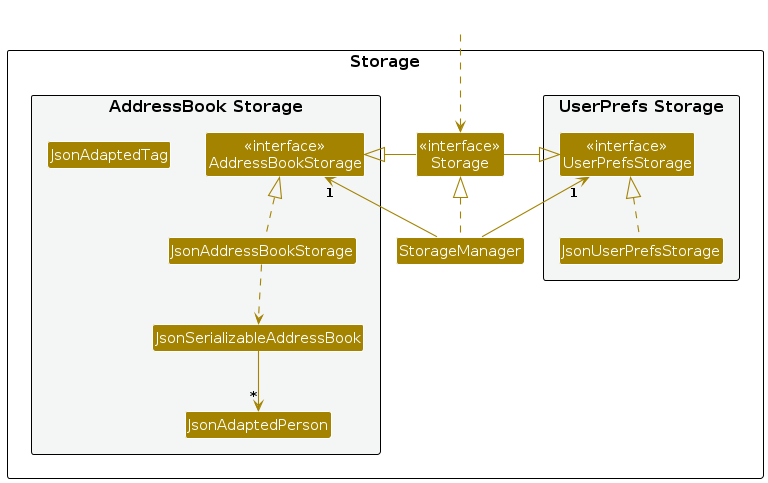 Storage
AddressBook Storage
UserPrefs Storage
JsonAdaptedTag
«interface»
AddressBookStorage
«interface»
Storage
«interface»
UserPrefsStorage
1
1
JsonAddressBookStorage
StorageManager
JsonUserPrefsStorage
JsonSerializableAddressBook
*
JsonAdaptedPerson